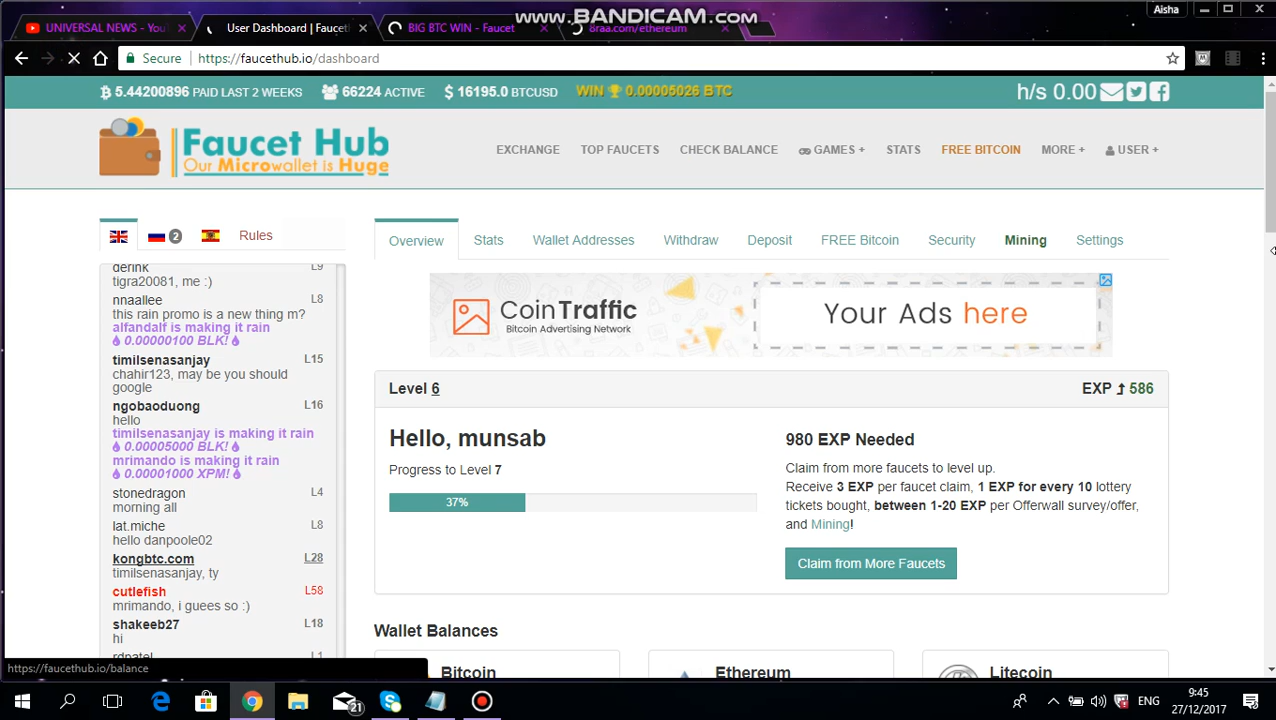 www.BANDICAM.com
UNIVERSAL NEWS - You
User Dashboard | Faucet
BIG BTC WIN - Faucet
8raa.com/ethereum
Aisha
Secure
https://faucethub.io/dashboard
5.44200896 PAID LAST 2 WEEKS
66224 ACTIVE
$ 16195.0 BTCUSD
WIN 0.00005026 BTC
h/s 0.00
Faucet Hub
Our Microwallet is Huge
EXCHANGE
TOP FAUCETS
CHECK BALANCE
GAMES +
STATS
FREE BITCOIN
MORE +
USER +
2
Rules
Overview
Stats
Wallet Addresses
Withdraw
Deposit
FREE Bitcoin
Security
Mining
Settings
derink L9
tigra20081, me :)
nnaallee L8
this rain promo is a new thing m?
alfandalf is making it rain
0.00000100 BLK!
timilsenasanjay L15
chahir123, may be you should
google
ngobaoduong L16
hello
timilsenasanjay is making it rain
0.00005000 BLK!
mrimando is making it rain
0.00001000 XPM!
stonedragon L4
morning all
lat.miche L8
hello danpoole02
kongbtc.com L28
timilsenasanjay, ty
cutlefish L58
mrimando, i guees so :)
shakeeb27 L18
hi
rdpatel L1
CoinTraffic
Bitcoin Advertising Network
Your Ads here
Level 6
EXP 586
Hello, munsab
Progress to Level 7
37%
980 EXP Needed
Claim from more faucets to level up.
Receive 3 EXP per faucet claim, 1 EXP for every 10 lottery
tickets bought, between 1-20 EXP per Offerwall survey/offer,
and Mining!
Claim from More Faucets
Wallet Balances
Bitcoin
Ethereum
Litecoin
https://faucethub.io/balance
21
ENG
9:45
27/12/2017